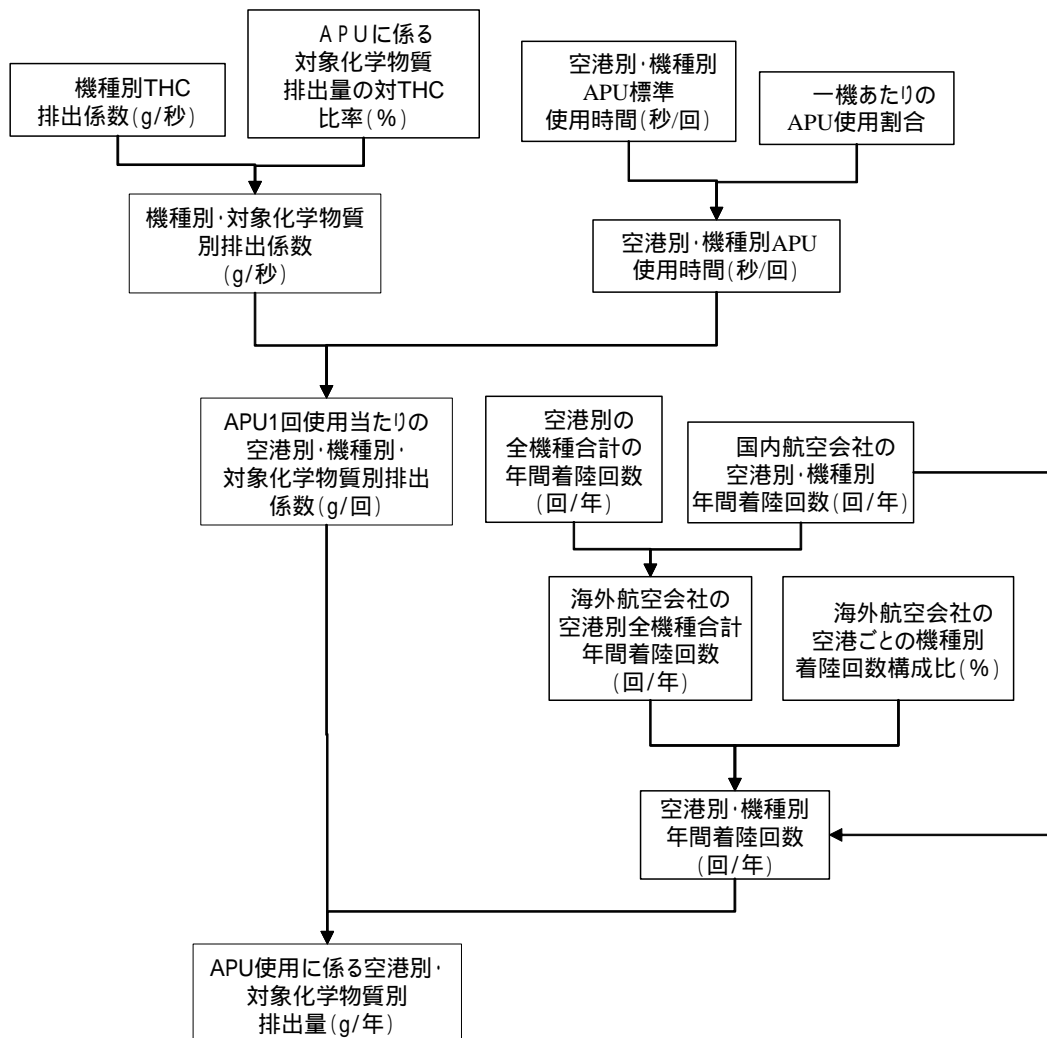 機種別THC
排出係数(g/秒)
APUに係る
対象化学物質
排出量の対THC
比率(%)
空港別・機種別
APU標準
使用時間(秒/回)
一機あたりの
APU使用割合
機種別・対象化学物質
別排出係数
(g/秒)
空港別・機種別APU
使用時間(秒/回)
APU1回使用当たりの
空港別・機種別・
対象化学物質別排出
係数(g/回)
空港別の
全機種合計の
年間着陸回数
(回/年)
国内航空会社の
空港別・機種別
年間着陸回数(回/年)
海外航空会社の
空港別全機種合計
年間着陸回数
(回/年)
海外航空会社の
空港ごとの機種別
着陸回数構成比(%)
空港別・機種別
年間着陸回数
(回/年)
APU使用に係る空港別・
対象化学物質別
排出量(g/年)